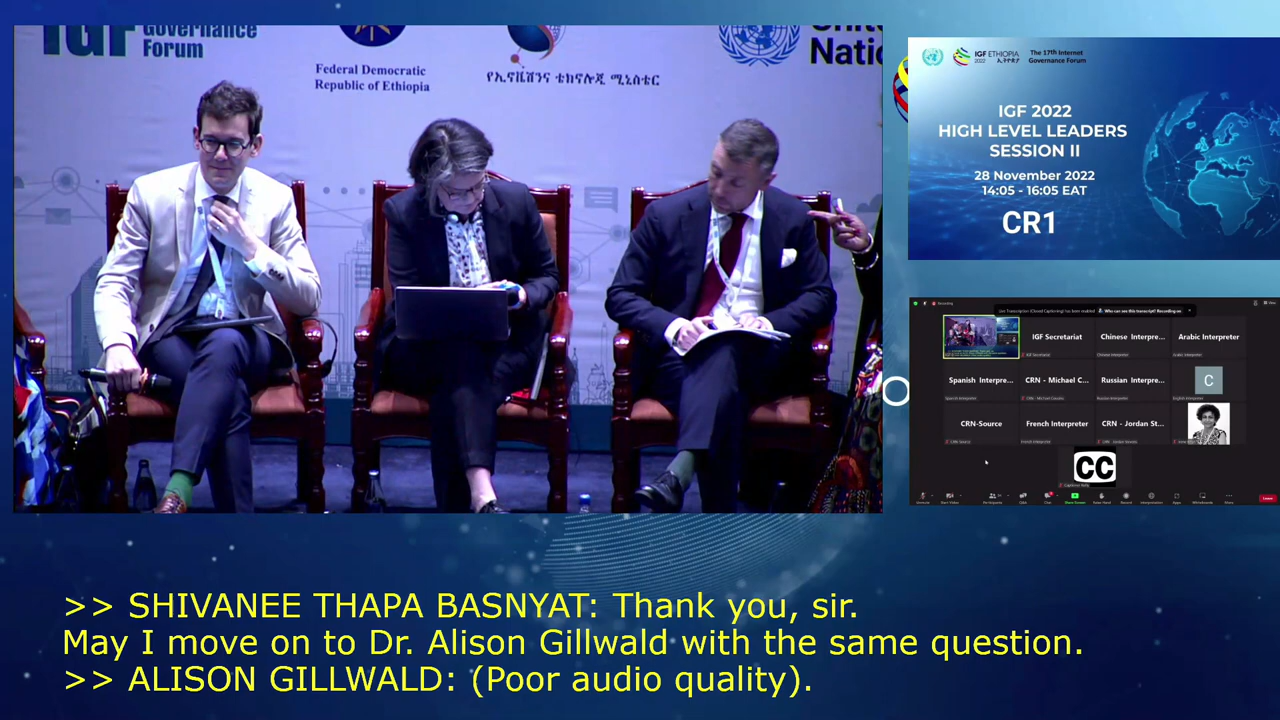 IGF Governance
Forum
Federal Democratic
Republic of Ethiopia
የኢኖቬሽንና ቴክኖሎጂ ሚኒስቴር
Natio
IGF ETHIOPIA
2022 ኢትዮጵያ
The 17th Internet
Governance Forum
IGF 2022
HIGH LEVEL LEADERS
SESSION II
28 November 2022
14:05 - 16:05 EAT
CR1
Recording
IGF Secretariat
Chinese Interpre...
Arabic Interpreter
Spanish Interpre...
CRN - Michael C...
Russian Interpre...
C
CRN-Source
French Interpreter
CRN - Jordan St...
CC
>> SHIVANEE THAPA BASNYAT: Thank you, sir.
May I move on to Dr. Alison Gillwald with the same question.
>> ALISON GILLWALD: (Poor audio quality).